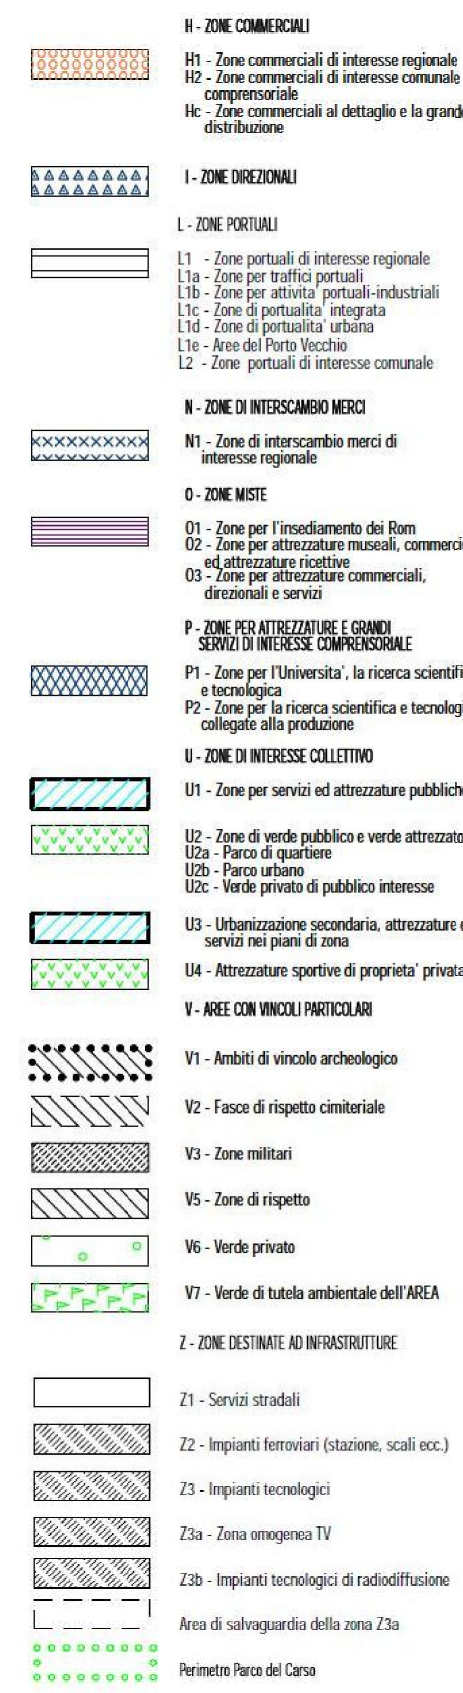 H - ZONE COMMERCIALI
H1 - Zone commerciali di interesse regionale
H2 - Zone commerciali di interesse comunale
comprensoriale
Hc - Zone commerciali al dettaglio e la grand
distribuzione
I - ZONE DIREZIONALI
L - ZONE PORTUALI
L1 - Zone portuali di interesse regionale
L1a - Zone per traffici portuali
L1b - Zone per attivita' portuali-industriali
L1c - Zone di portualita' integrata
L1d - Zone di portualita' urbana
L1e - Aree del Porto Vecchio
L2 - Zone portuali di interesse comunale
N - ZONE DI INTERSCAMBIO MERCI
N1 - Zone di interscambio merci di
interesse regionale
O - ZONE MISTE
O1 - Zone per l'insediamento dei Rom
O2 - Zone per attrezzature museali, commerci
ed attrezzature ricettive
O3 - Zone per attrezzature commerciali,
direzionali e servizi
P - ZONE PER ATTREZZATURE E GRANDI
SERVIZI DI INTERESSE COMPRENSORIALE
P1 - Zone per l'Universita', la ricerca scientifi
e tecnologica
P2 - Zone per la ricerca scientifica e tecnologi
collegate alla produzione
U - ZONE DI INTERESSE COLLETTIVO
U1 - Zone per servizi ed attrezzature pubblich
U2 - Zone di verde pubblico e verde attrezzato
U2a - Parco di quartiere
U2b - Parco urbano
U2c - Verde privato di pubblico interesse
U3 - Urbanizzazione secondaria, attrezzature e
servizi nei piani di zona
U4 - Attrezzature sportive di proprieta' privata
V - AREE CON VINCOLI PARTICOLARI
V1 - Ambiti di vincolo archeologico
V2 - Fasce di rispetto cimiteriale
V3 - Zone militari
V5 - Zone di rispetto
V6 - Verde privato
V7 - Verde di tutela ambientale dell'AREA
Z - ZONE DESTINATE AD INFRASTRUTTURE
Z1 - Servizi stradali
Z2 - Impianti ferroviari (stazione, scali ecc.)
Z3 - Impianti tecnologici
Z3a - Zona omogenea TV
Z3b - Impianti tecnologici di radiodiffusione
Area di salvaguardia della zona Z3a
Perimetro Parco del Carso